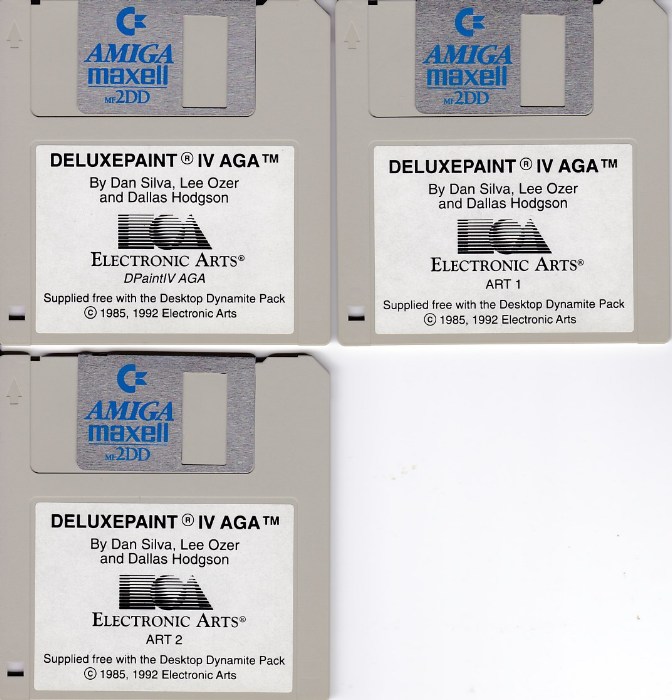 AMIGA
maxell
MF2DD
DELUXEPAINT ® IV AGA™
By Dan Silva, Lee Ozer
and Dallas Hodgson
ELECTRONIC ARTS®
DPaintIV AGA
Supplied free with the Desktop Dynamite Pack
© 1985, 1992 Electronic Arts
AMIGA
maxell
MF2DD
DELUXEPAINT ® IV AGA™
By Dan Silva, Lee Ozer
and Dallas Hodgson
ELECTRONIC ARTS®
ART 1
Supplied free with the Desktop Dynamite Pack
© 1985, 1992 Electronic Arts
AMIGA
maxell
MF2DD
DELUXEPAINT ® IV AGA™
By Dan Silva, Lee Ozer
and Dallas Hodgson
ELECTRONIC ARTS®
ART 2
Supplied free with the Desktop Dynamite Pack
© 1985, 1992 Electronic Arts